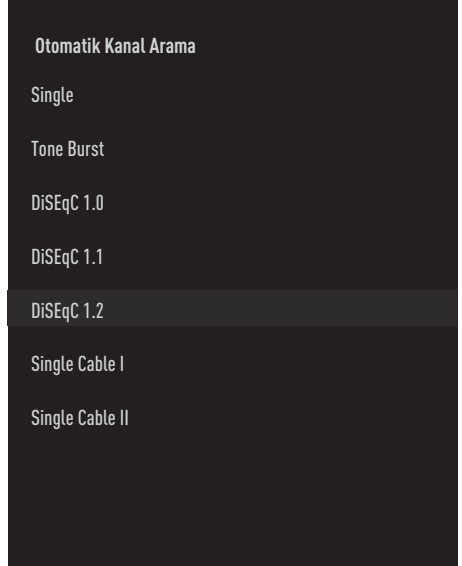 Otomatik Kanal Arama
Single
Tone Burst
DiSEqC 1.0
DiSEqC 1.1
DiSEqC 1.2
Single Cable I
Single Cable II